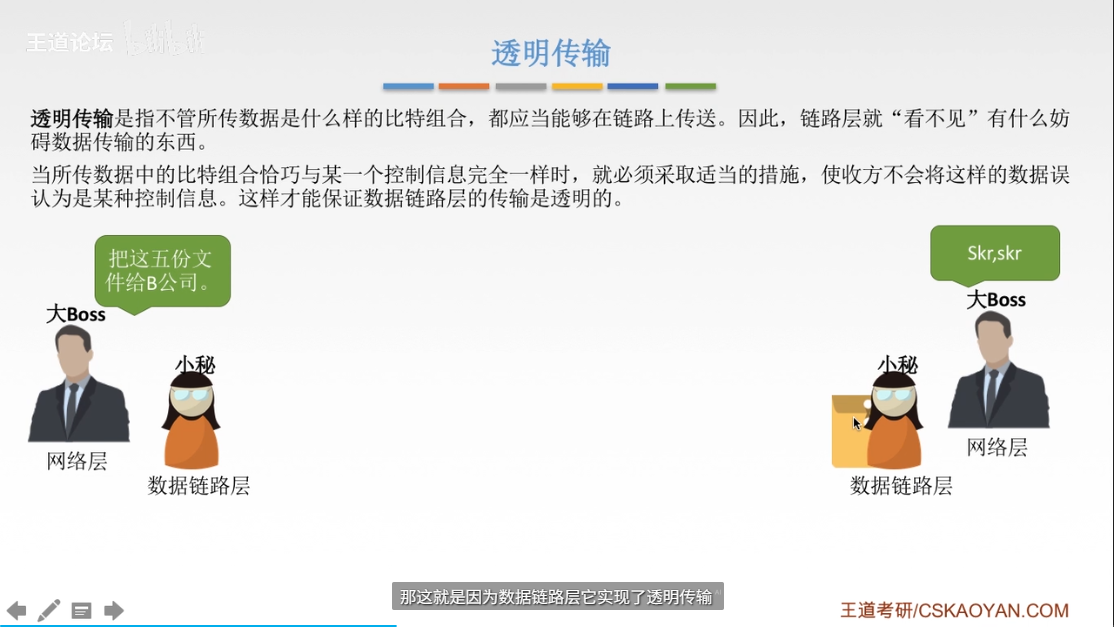 王道论坛
透明传输
透明传输是指不管所传数据是什么样的比特组合，都应当能够在链路上传送。因此，链路层就“看不见”有什么妨
碍数据传输的东西。
当所传数据中的比特组合恰巧与某一个控制信息完全一样时，就必须采取适当的措施，使收方不会将这样的数据误
认为是某种控制信息。这样才能保证数据链路层的传输是透明的。
把这五份文
件给B公司。
Skr,skr
大Boss
大Boss
小秘
小秘
网络层
网络层
数据链路层
数据链路层
那这就是因为数据链路层它实现了透明传输
王道考研/CSKAOYAN.COM